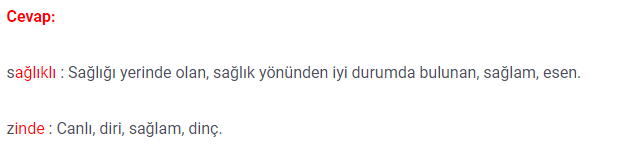 Cevap:
sağlıklı : Sağlığı yerinde olan, sağlık yönünden iyi durumda bulunan, sağlam, esen.
zinde : Canlı, diri, sağlam, dinç.